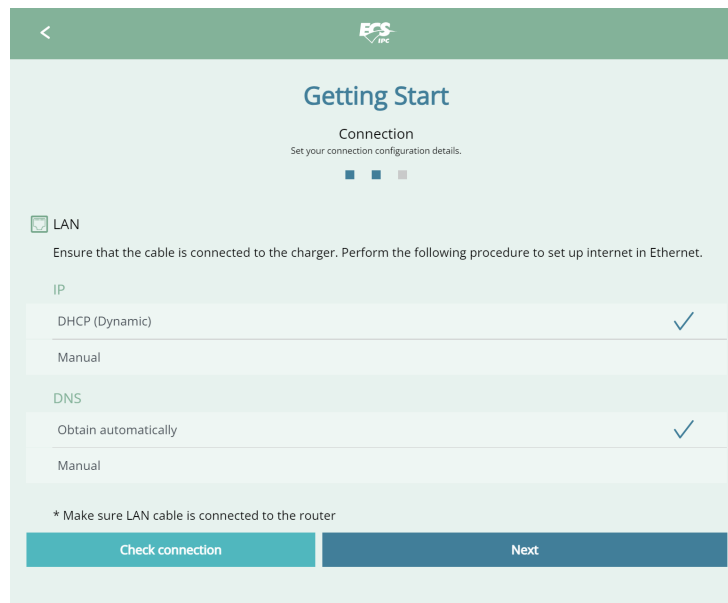 <
ECS
IPC
Getting Start
Connection
Set your connection configuration details.
LAN
Ensure that the cable is connected to the charger. Perform the following procedure to set up internet in Ethernet.
IP
DHCP (Dynamic)
Manual
DNS
Obtain automatically
Manual
* Make sure LAN cable is connected to the router
Check connection
Next